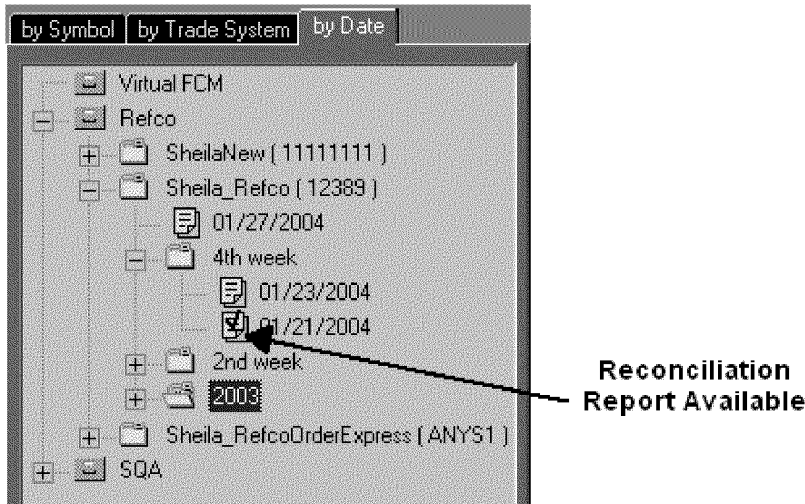 by Symbol by Trade System by Date
Virtual FCM
Refco
SheilaNew ( 11111111 )
Sheila_Refco ( 12389 )
01/27/2004
4th week
01/23/2004
01/21/2004
2nd week
2003
Sheila_RefcoOrderExpress ( ANYS1 )
SQA
Reconciliation
Report Available